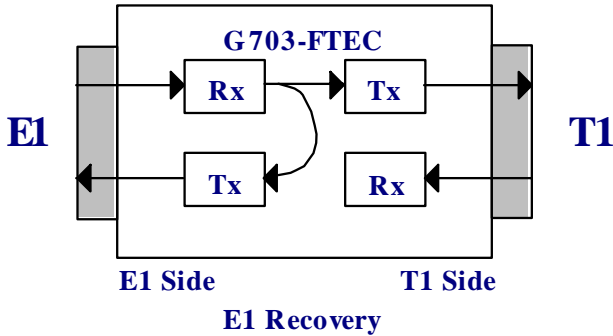 G703-FTEC
Rx
Tx
E1
T1
Tx
Rx
E1 Side
T1 Side
E1 Recovery